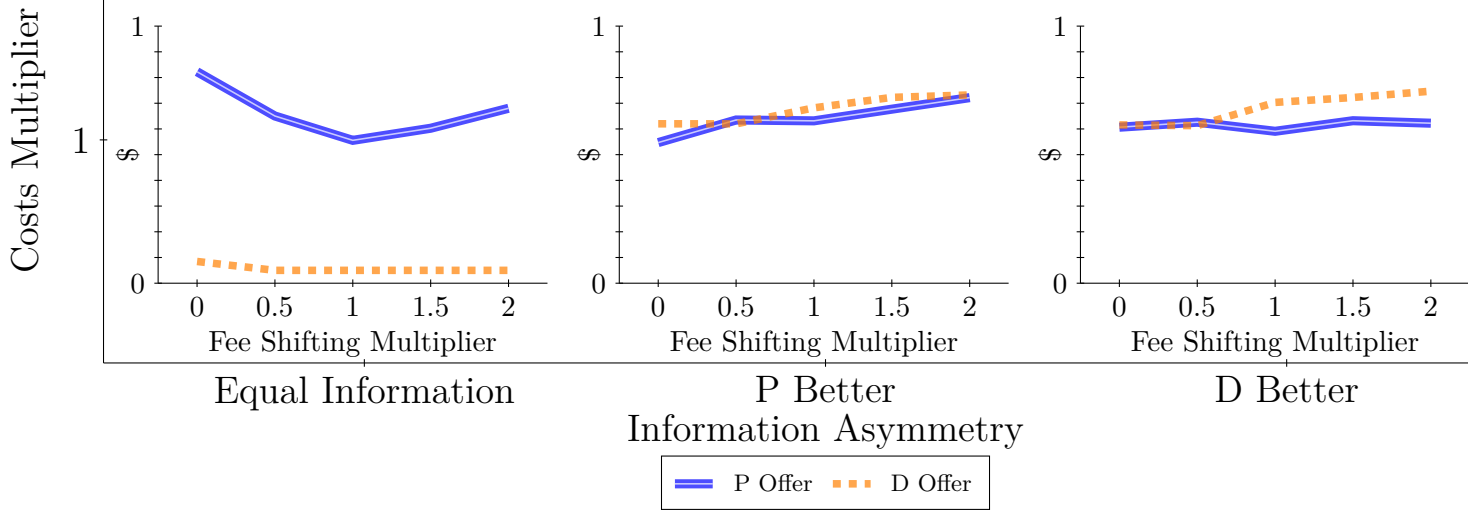 Costs Multiplier
1
1
$
0
0 0.5 1 1.5 2
Fee Shifting Multiplier
1
$
0
0 0.5 1 1.5 2
Fee Shifting Multiplier
1
$
0
0 0.5 1 1.5 2
Fee Shifting Multiplier
Equal Information P Better D Better
Information Asymmetry
P Offer D Offer